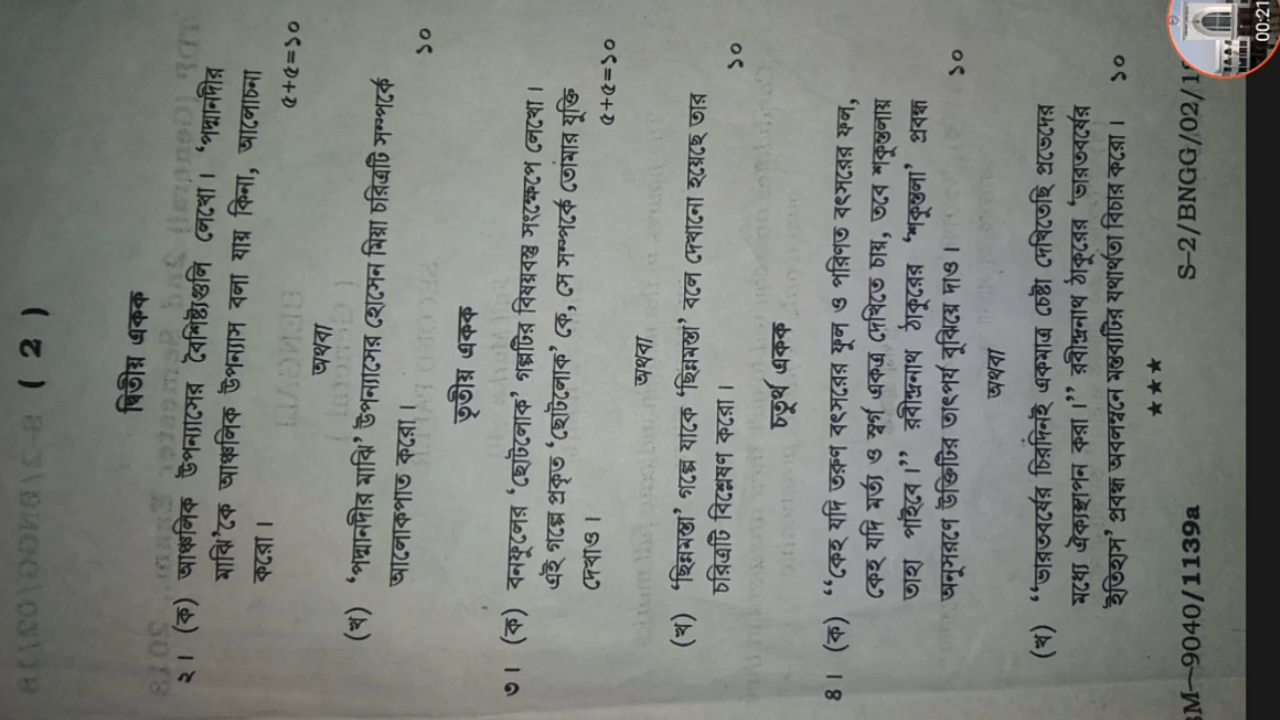 ( 2 )
দ্বিতীয় একক
২। (ক) আঞ্চলিক উপন্যাসের বৈশিষ্ট্যগুলি লেখো। ‘পদ্মানদীর
মাঝি’কে আঞ্চলিক উপন্যাস বলা যায় কিনা, আলোচনা
করো। ৫+৫=১০
অথবা
(খ) ‘পদ্মানদীর মাঝি’ উপন্যাসের হোসেন মিয়া চরিত্রটি সম্পর্কে
আলোকপাত করো। ১০
তৃতীয় একক
৩। (ক) বনফুলের ‘ছোটলোক’ গল্পটির বিষয়বস্তু সংক্ষেপে লেখো।
এই গল্পে প্রকৃত ‘ছোটলোক’ কে, সে সম্পর্কে তোমার যুক্তি
দেখাও। ৫+৫=১০
অথবা
(খ) ‘ছিন্নমস্তা’ গল্পে যাকে ‘ছিন্নমস্তা’ বলে দেখানো হয়েছে তার
চরিত্রটি বিশ্লেষণ করো। ১০
চতুর্থ একক
৪। (ক) “কেহ যদি তরুণ বৎসরের ফুল ও পরিণত বৎসরের ফল,
কেহ যদি মর্ত্য ও স্বর্গ একত্র দেখিতে চায়, তবে শকুন্তলায়
তাহা পাইবে।” রবীন্দ্রনাথ ঠাকুরের ‘শকুন্তলা’ প্রবন্ধ
অনুসরণে উক্তিটির তাৎপর্য বুঝিয়ে দাও। ১০
অথবা
(খ) “ভারতবর্ষের চিরদিনই একমাত্র চেষ্টা দেখিতেছি প্রভেদের
মধ্যে ঐক্যস্থাপন করা।” রবীন্দ্রনাথ ঠাকুরের ‘ভারতবর্ষের
ইতিহাস’ প্রবন্ধ অবলম্বনে মন্তব্যটির যথার্থতা বিচার করো। ১০
★★★
M—9040/1139a S-2/BNGG/02/1
00:21